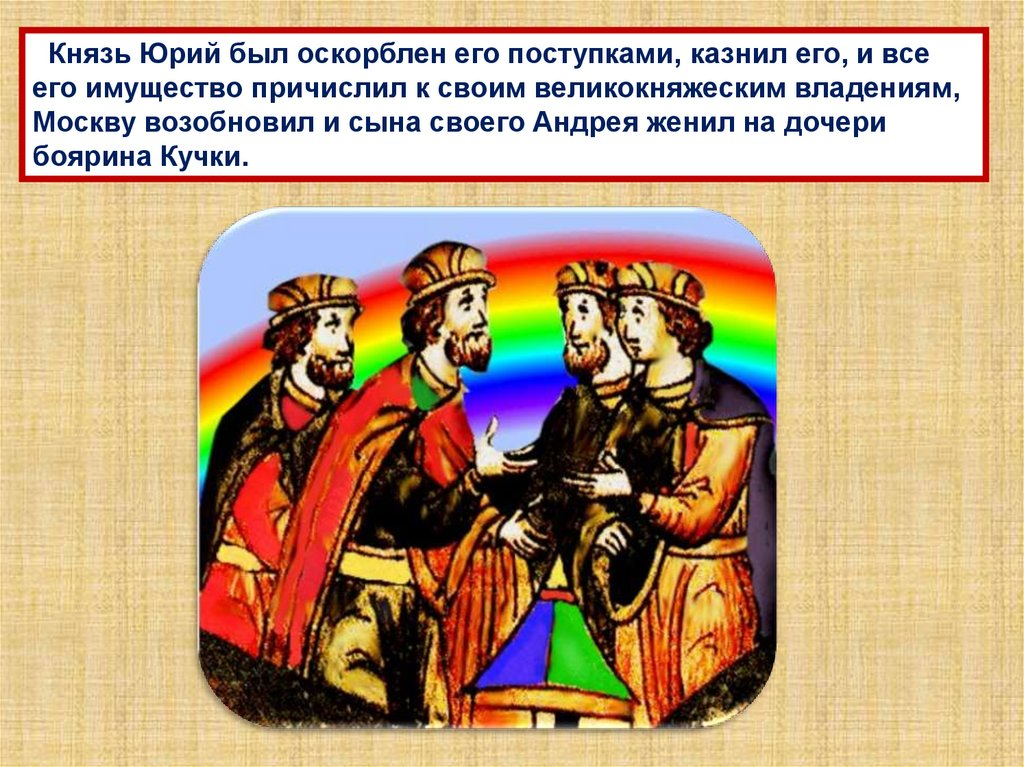 Князь Юрий был оскорблен его поступками, казнил его, и все
его имущество причислил к своим великокняжеским владениям,
Москву возобновил и сына своего Андрея женил на дочери
боярина Кучки.